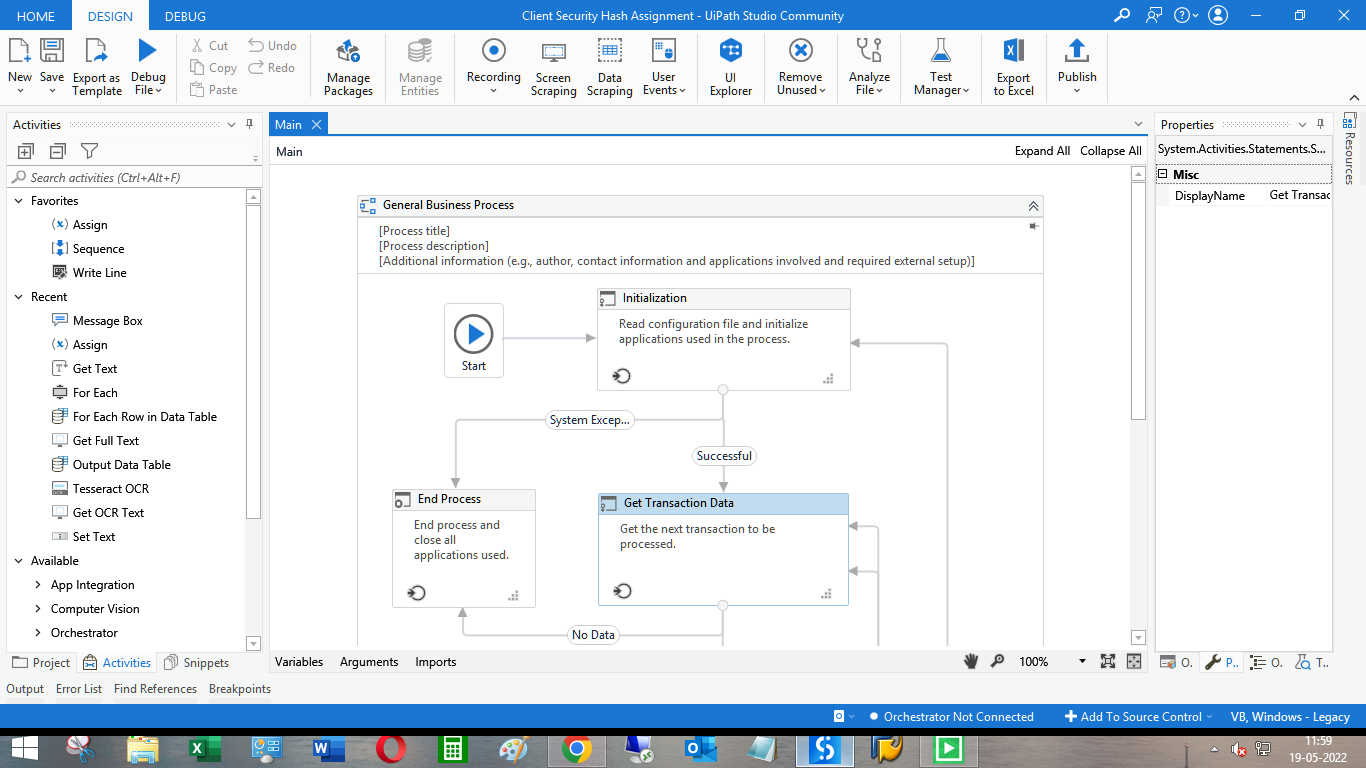 HOME DESIGN DEBUG Client Security Hash Assignment - UiPath Studio Community
New Save Export as Template Debug File Cut Copy Paste Undo Redo Manage Packages Manage Entities Recording Screen Scraping Data Scraping User Events UI Explorer Remove Unused Analyze File Test Manager Export to Excel Publish
Activities
Search activities (Ctrl+Alt+F)
Favorites
Assign
Sequence
Write Line
Recent
Message Box
Assign
Get Text
For Each
For Each Row in Data Table
Get Full Text
Output Data Table
Tesseract OCR
Get OCR Text
Set Text
Available
App Integration
Computer Vision
Orchestrator
Project Activities Snippets
Main
Main Expand All Collapse All
General Business Process
[Process title]
[Process description]
[Additional information (e.g., author, contact information and applications involved and required external setup)]
Start
Initialization
Read configuration file and initialize
applications used in the process.
System Excep...
Successful
End Process
End process and
close all
applications used.
Get Transaction Data
Get the next transaction to be
processed.
No Data
Variables Arguments Imports 100%
Properties
System.Activities.Statements.S...
Misc
DisplayName Get Transac
O. P.. O. T..
Resources
Output Error List Find References Breakpoints
Orchestrator Not Connected Add To Source Control VB, Windows - Legacy
11:59
19-05-2022